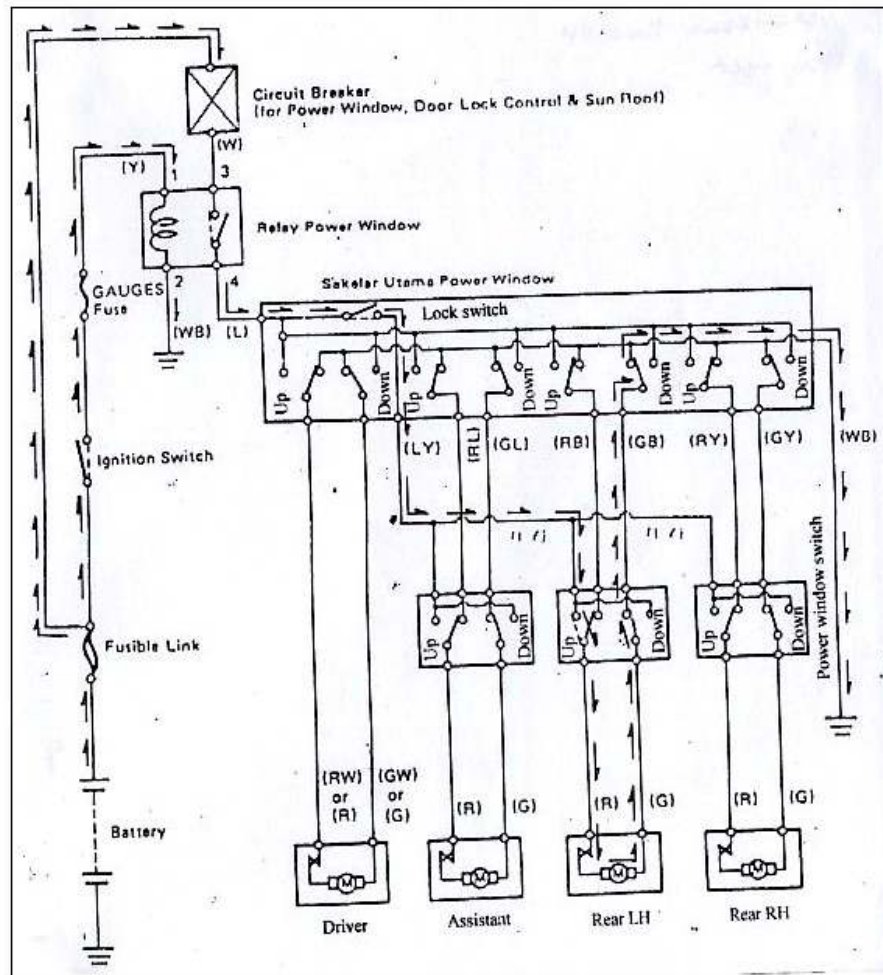 Circuit Breaker
(for Power Window, Door Lock Control & Sun Roof)
(W)
(Y)
1
3
Relay Power Window
2
4
GAUGES
Fuse
(WB)
(L)
Sakelar Utama Power Window
Lock switch
Up
Down
Up
Down
Up
Down
Up
Down
(LY)
(RL)
(GL)
(RB)
(GB)
(RY)
(GY)
(WB)
Ignition Switch
Power window switch
Up
Down
Up
Down
Up
Down
Fusible Link
(RW)
or
(R)
(GW)
or
(G)
(R)
(G)
(R)
(G)
(R)
(G)
Battery
M
M
M
M
Driver
Assistant
Rear LH
Rear RH